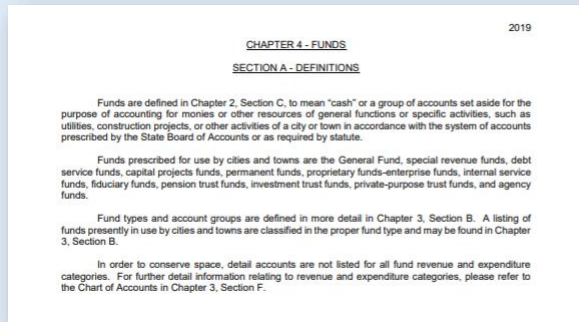 2019
CHAPTER 4 - FUNDS
SECTION A - DEFINITIONS
Funds are defined in Chapter 2, Section C, to mean "cash" or a group of accounts set aside for the
purpose of accounting for monies or other resources of general functions or specific activities, such as
utilities, construction projects, or other activities of a city or town in accordance with the system of accounts
prescribed by the State Board of Accounts or as required by statute.
Funds prescribed for use by cities and towns are the General Fund, special revenue funds, debt
service funds, capital projects funds, permanent funds, proprietary funds-enterprise funds, internal service
funds, fiduciary funds, pension trust funds, investment trust funds, private-purpose trust funds, and agency
funds.
Fund types and account groups are defined in more detail in Chapter 3, Section B. A listing of
funds presently in use by cities and towns are classified in the proper fund type and may be found in Chapter
3, Section B.
In order to conserve space, detail accounts are not listed for all fund revenue and expenditure
categories. For further detail information relating to revenue and expenditure categories, please refer to
the Chart of Accounts in Chapter 3, Section F.